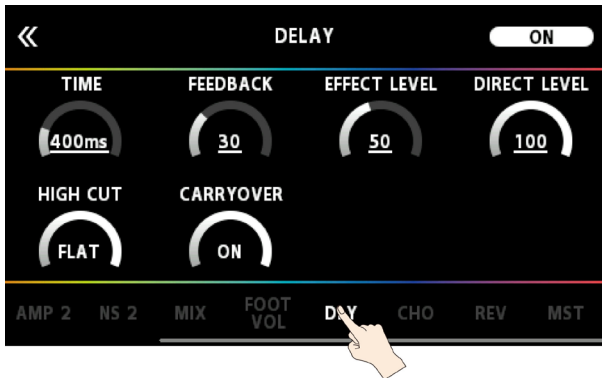 DELAY
ON
TIME FEEDBACK EFFECT LEVEL DIRECT LEVEL
400ms 30 50 100
HIGH CUT CARRYOVER
FLAT ON
AMP 2 NS 2 MIX FOOT VOL DLY CHO REV MST